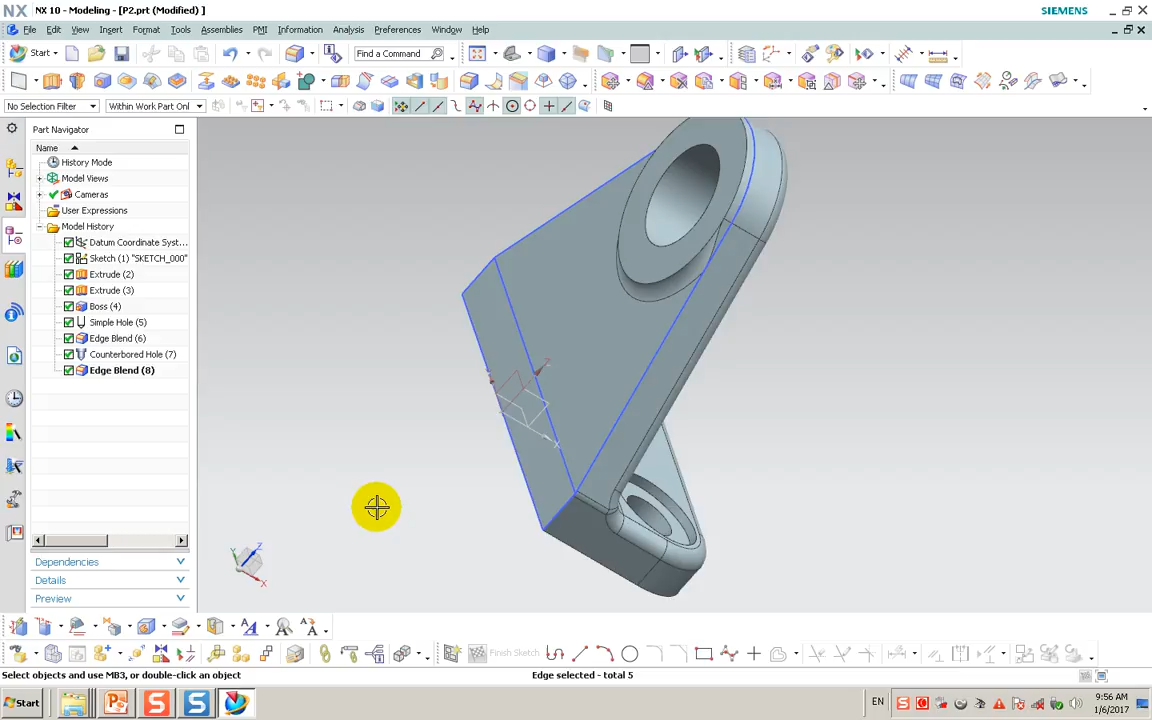 NX NX 10 - Modeling - [P2.prt (Modified) ] SIEMENS
File Edit View Insert Format Tools Assemblies PMI Information Analysis Preferences Window Help
Start Find a Command
No Selection Filter Within Work Part Onl
Part Navigator
Name
History Mode
Model Views
Cameras
User Expressions
Model History
Datum Coordinate Syst...
Sketch (1) "SKETCH_000"
Extrude (2)
Extrude (3)
Boss (4)
Simple Hole (5)
Edge Blend (6)
Counterbored Hole (7)
Edge Blend (8)
Dependencies
Details
Preview
Z
X
Y
Z
X
Finish Sketch
Select objects and use MB3, or double-click an object Edge selected - total 5
Start EN 9:56 AM
1/6/2017